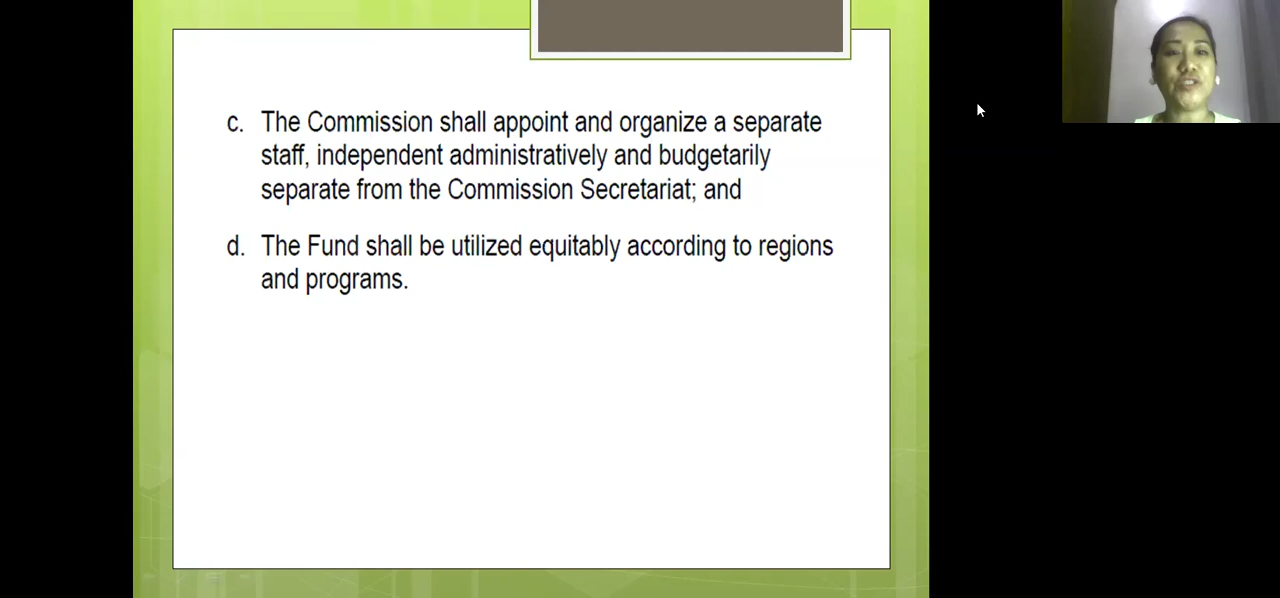 c. The Commission shall appoint and organize a separate
staff, independent administratively and budgetarily
separate from the Commission Secretariat; and
d. The Fund shall be utilized equitably according to regions
and programs.